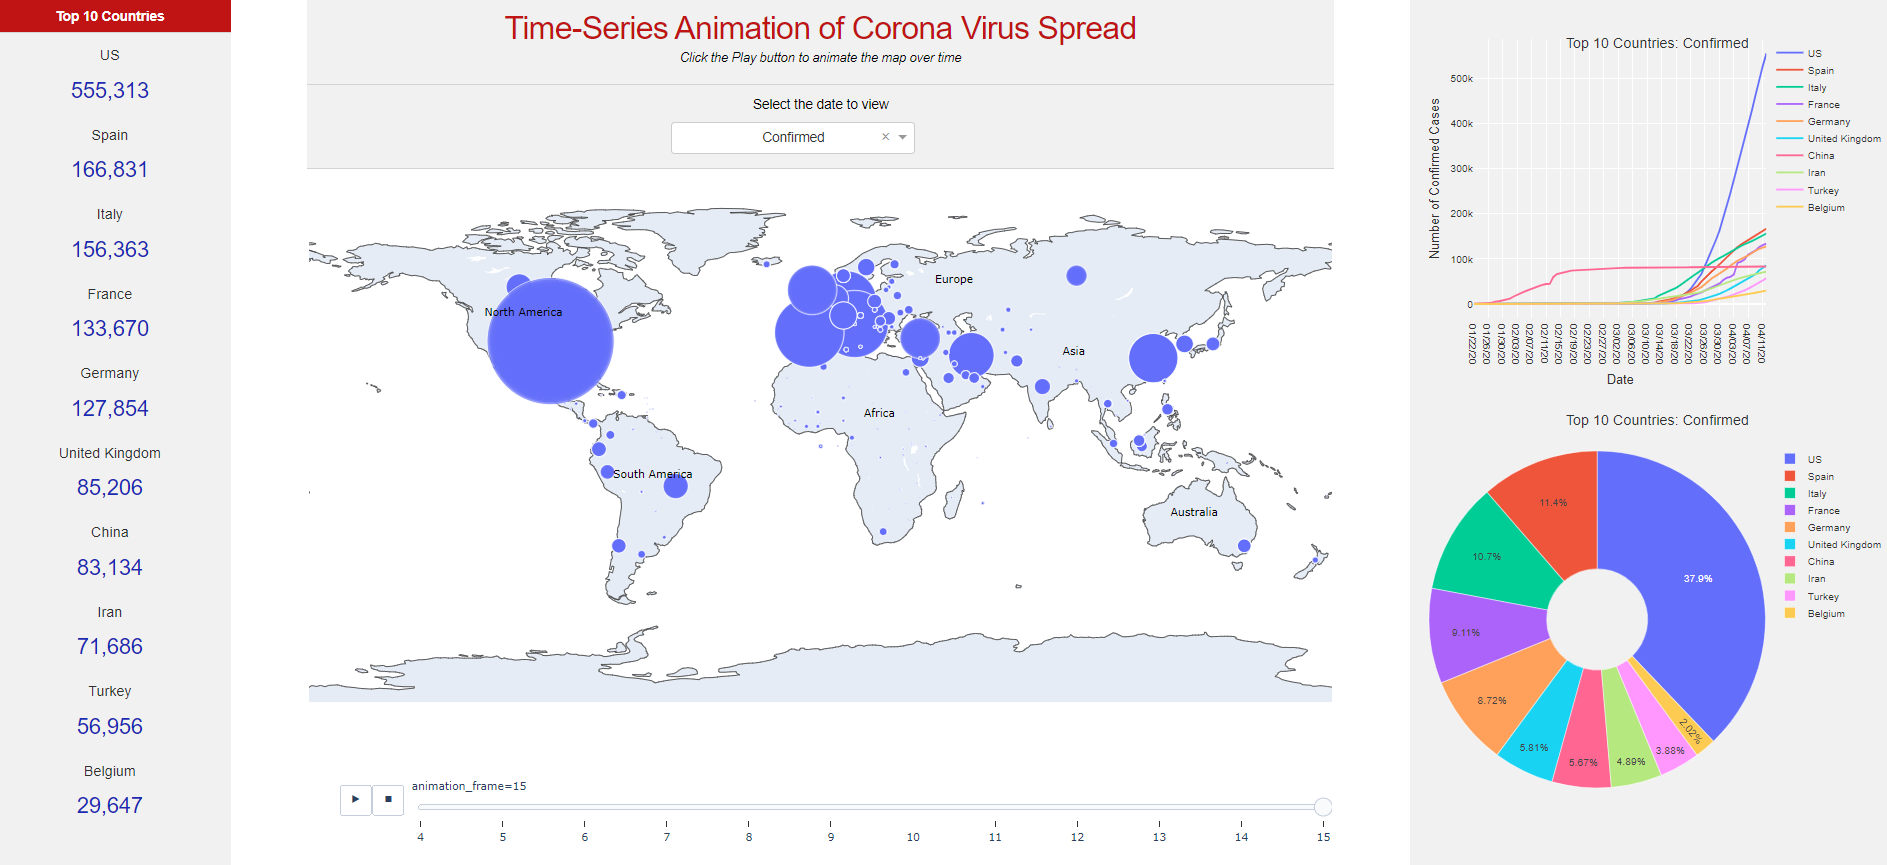 Top 10 Countries
US
555,313
Spain
166,831
Italy
156,363
France
133,670
Germany
127,854
United Kingdom
85,206
China
83,134
Iran
71,686
Turkey
56,956
Belgium
29,647
Time-Series Animation of Corona Virus Spread
Click the Play button to animate the map over time
Select the date to view
Confirmed
North America
Europe
Asia
Africa
South America
Australia
animation_frame=15
4 5 6 7 8 9 10 11 12 13 14 15
Top 10 Countries: Confirmed
Number of Confirmed Cases
500k
400k
300k
200k
100k
0
01/22/20
01/26/20
01/30/20
02/03/20
02/07/20
02/11/20
02/15/20
02/19/20
02/23/20
02/27/20
03/02/20
03/06/20
03/10/20
03/14/20
03/18/20
03/22/20
03/26/20
03/30/20
04/03/20
04/07/20
04/11/20
Date
US
Spain
Italy
France
Germany
United Kingdom
China
Iran
Turkey
Belgium
Top 10 Countries: Confirmed
37.9%
11.4%
10.7%
9.11%
8.72%
5.81%
5.67%
4.89%
3.88%
2.02%
US
Spain
Italy
France
Germany
United Kingdom
China
Iran
Turkey
Belgium